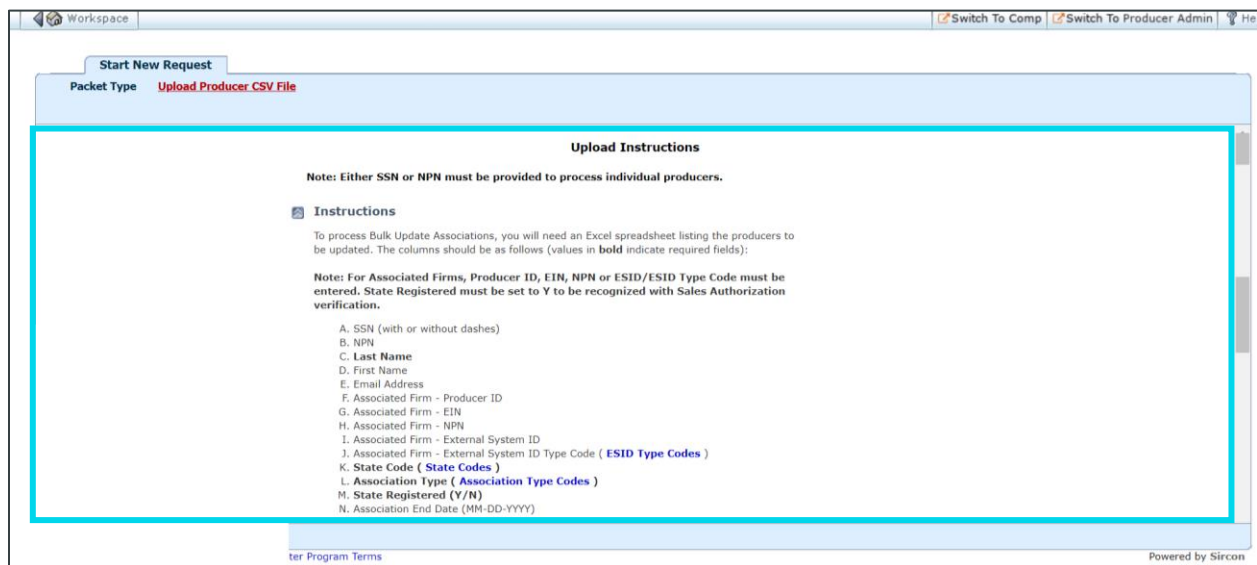 Workspace Switch To Comp Switch To Producer Admin He
Start New Request
Packet Type Upload Producer CSV File
Upload Instructions
Note: Either SSN or NPN must be provided to process individual producers.
Instructions
To process Bulk Update Associations, you will need an Excel spreadsheet listing the producers to
be updated. The columns should be as follows (values in bold indicate required fields):
Note: For Associated Firms, Producer ID, EIN, NPN or ESID/ESID Type Code must be
entered. State Registered must be set to Y to be recognized with Sales Authorization
verification.
A. SSN (with or without dashes)
B. NPN
C. Last Name
D. First Name
E. Email Address
F. Associated Firm - Producer ID
G. Associated Firm - EIN
H. Associated Firm - NPN
I. Associated Firm - External System ID
J. Associated Firm - External System ID Type Code ( ESID Type Codes )
K. State Code ( State Codes )
L. Association Type ( Association Type Codes )
M. State Registered (Y/N)
N. Association End Date (MM-DD-YYYY)
ter Program Terms Powered by Sircon